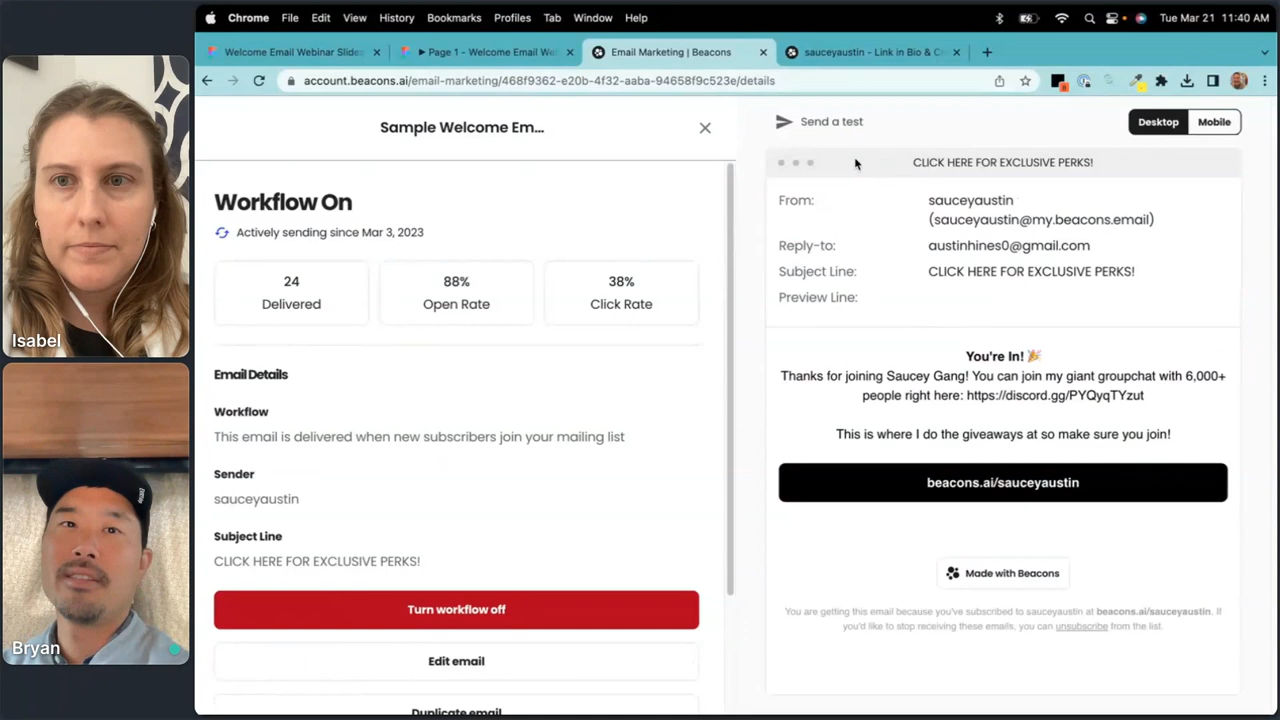 Chrome File Edit View History Bookmarks Profiles Tab Window Help Tue Mar 21 11:40 AM
Welcome Email Webinar Slides
Page 1 - Welcome Email We
Email Marketing | Beacons
sauceyaustin - Link in Bio & C
account.beacons.ai/email-marketing/468f9362-e20b-4f32-aaba-94658f9c523e/details
Sample Welcome Em...
Workflow On
Actively sending since Mar 3, 2023
24
Delivered
88%
Open Rate
38%
Click Rate
Email Details
Workflow
This email is delivered when new subscribers join your mailing list
Sender
sauceyaustin
Subject Line
CLICK HERE FOR EXCLUSIVE PERKS!
Turn workflow off
Edit email
Duplicate email
Send a test
Desktop Mobile
CLICK HERE FOR EXCLUSIVE PERKS!
From: sauceyaustin
(sauceyaustin@my.beacons.email)
Reply-to: austinhines0@gmail.com
Subject Line: CLICK HERE FOR EXCLUSIVE PERKS!
Preview Line:
You're In! 🎉
Thanks for joining Saucey Gang! You can join my giant groupchat with 6,000+
people right here: https://discord.gg/PYQyqTYzut
This is where I do the giveaways at so make sure you join!
beacons.ai/sauceyaustin
Made with Beacons
You are getting this email because you've subscribed to sauceyaustin at beacons.ai/sauceyaustin. If
you'd like to stop receiving these emails, you can unsubscribe from the list.
Isabel
Bryan